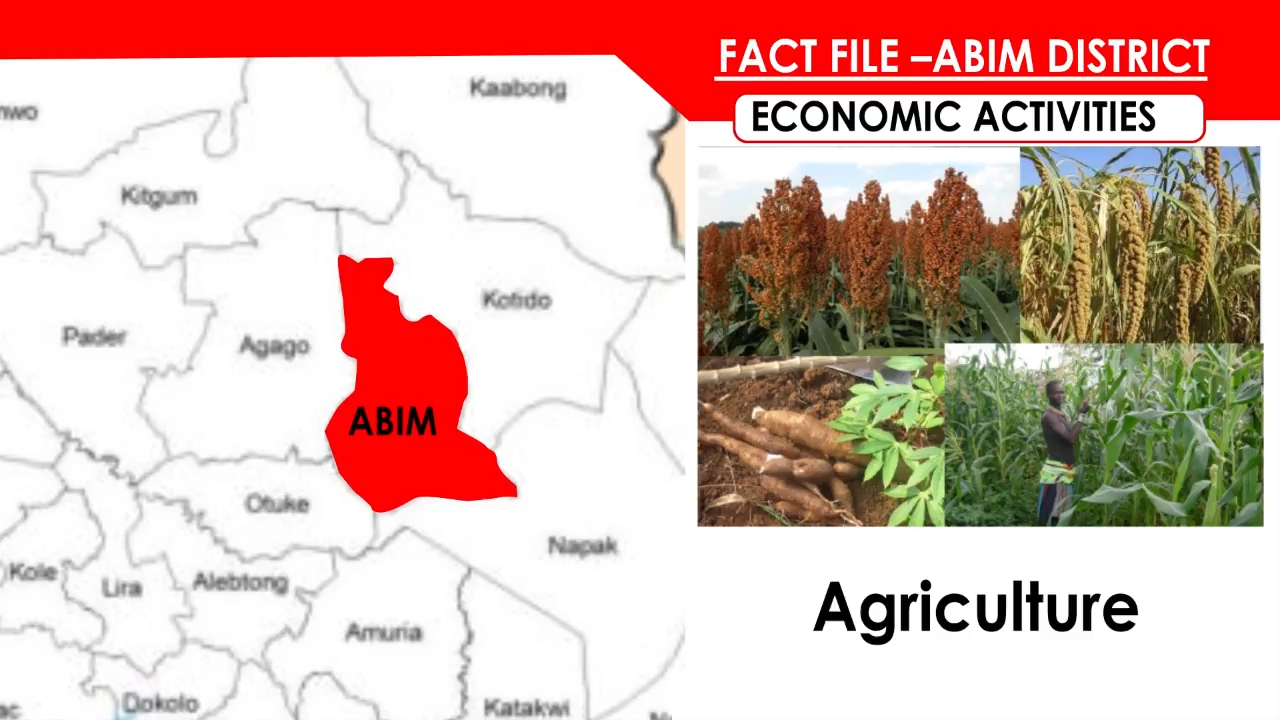 FACT FILE –ABIM DISTRICT
ECONOMIC ACTIVITIES
Kaabong
Kitgum
Kotido
Pader
Agago
ABIM
Otuke
Napak
Kole
Lira
Alebtong
Amuria
Dokolo
Katakwi
Agriculture